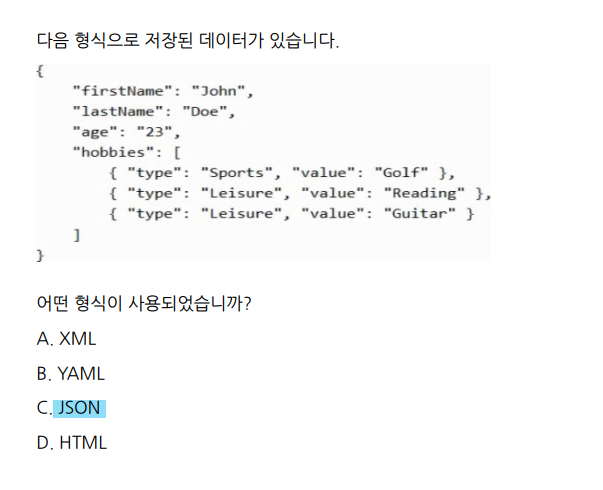 다음 형식으로 저장된 데이터가 있습니다.
{
    "firstName": "John",
    "lastName": "Doe",
    "age": "23",
    "hobbies": [
        { "type": "Sports", "value": "Golf" },
        { "type": "Leisure", "value": "Reading" },
        { "type": "Leisure", "value": "Guitar" }
    ]
}
어떤 형식이 사용되었습니까?
A. XML
B. YAML
C. JSON
D. HTML